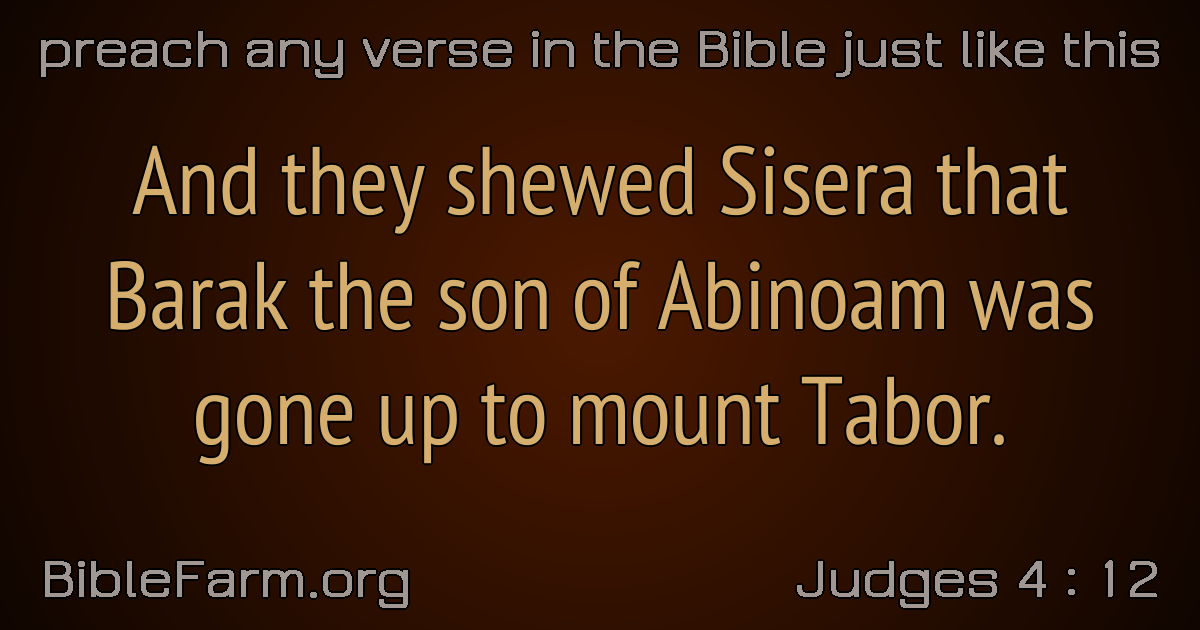 preach any verse in the Bible just like this
And they shewed Sisera that
Barak the son of Abinoam was
gone up to mount Tabor.
BibleFarm.org
Judges 4 : 12